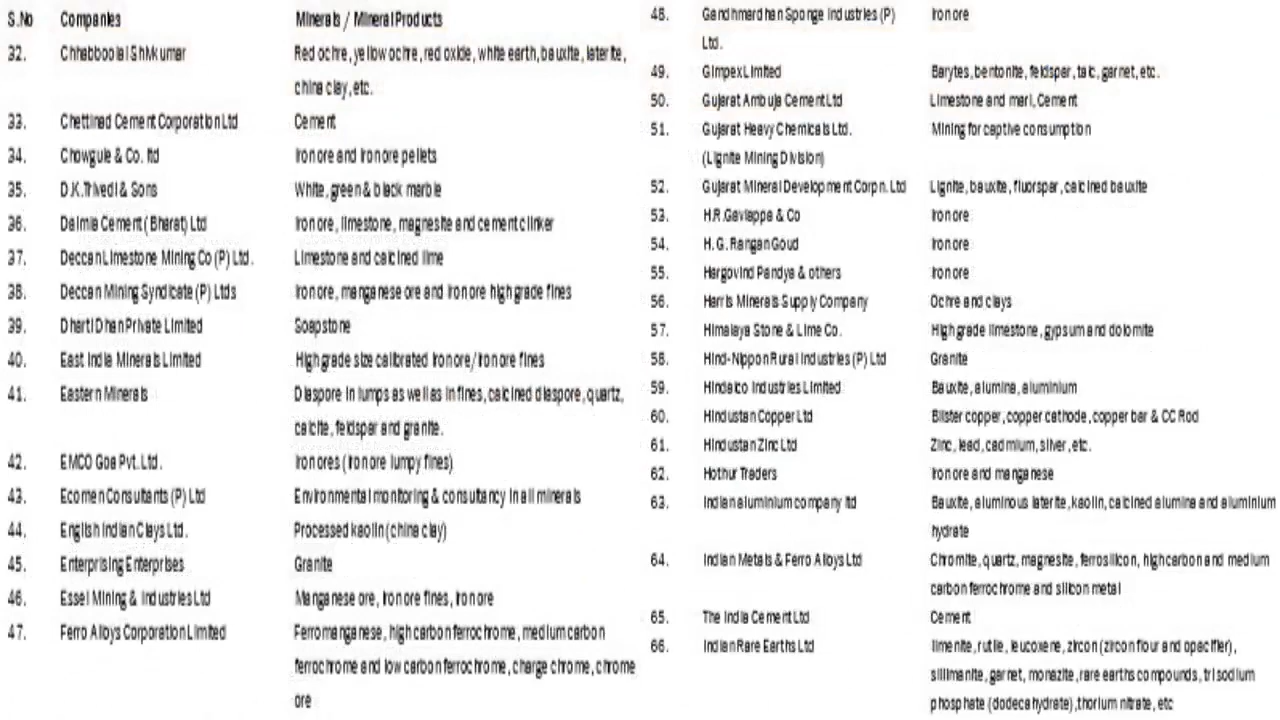 S.No Companies Minerals / Mineral Products
32. Chhabboolal Shivkumar Red ochre, yellow ochre, red oxide, white earth, bauxite, laterite,
china clay, etc.
33. Chettinad Cement Corporation Ltd Cement
34. Chowgule & Co. ltd Iron ore and iron ore pellets
35. D.K.Trivedi & Sons White, green & black marble
36. Dalmia Cement ( Bharat) Ltd Iron ore, limestone, magnesite and cement clinker
37. Deccan Limestone Mining Co (P) Ltd. Limestone and calcined lime
38. Deccan Mining Syndicate (P) Ltds Iron ore, manganese ore and iron ore high grade fines
39. Dharti Dhan Private Limited Soapstone
40. East India Minerals Limited High grade size calibrated iron ore/ iron ore fines
41. Eastern Minerals Diaspore in lumps as well as in fines, calcined diaspore, quartz,
calcite, feldspar and granite.
42. EMCO Goa Pvt. Ltd. Iron ores ( iron ore lumpy fines)
43. Ecomen Consultants (P) Ltd Environmental monitoring & consultancy in all minerals
44. English Indian Clays Ltd. Processed kaolin (china clay)
45. Enterprising Enterprises Granite
46. Essel Mining & Industries Ltd Manganese ore, iron ore fines, iron ore
47. Ferro Alloys Corporation Limited Ferromanganese, high carbon ferrochrome, medium carbon
ferrochrome and low carbon ferrochrome, charge chrome, chrome
ore
48. Gandhmardhan Sponge Industries (P) Iron ore
Ltd.
49. Gimpex Limited Barytes, bentonite, feldspar, talc, garnet, etc.
50. Gujarat Ambuja Cement Ltd Limestone and marl, Cement
51. Gujarat Heavy Chemicals Ltd. Mining for captive consumption
(Lignite Mining Division)
52. Gujarat Mineral Development Corpn. Ltd Lignite, bauxite, fluorspar, calcined bauxite
53. H.R.Gaviappa & Co Iron ore
54. H. G. Rangan Goud Iron ore
55. Hargovind Pandya & others Iron ore
56. Harris Minerals Supply Company Ochre and clays
57. Himalaya Stone & Lime Co. High grade limestone, gypsum and dolomite
58. Hind-Nippon Rural Industries (P) Ltd Granite
59. Hindalco Industries Limited Bauxite, alumina, aluminium
60. Hindustan Copper Ltd Blister copper, copper cathode, copper bar & CC Rod
61. Hindustan Zinc Ltd Zinc, lead, cadmium, silver, etc.
62. Hothur Traders Iron ore and manganese
63. Indian aluminium company ltd Bauxite, aluminous laterite, kaolin, calcined alumina and aluminium
hydrate
64. Indian Metals & Ferro Alloys Ltd Chromite, quartz, magnesite, ferrosilicon, high carbon and medium
carbon ferrochrome and silicon metal
65. The India Cement Ltd Cement
66. Indian Rare Earths Ltd Ilmenite, rutile, leucoxene, zircon (zircon flour and opacifier),
sillimanite, garnet, monazite, rare earths compounds, trisodium
phosphate (dodecahydrate), thorium nitrate, etc